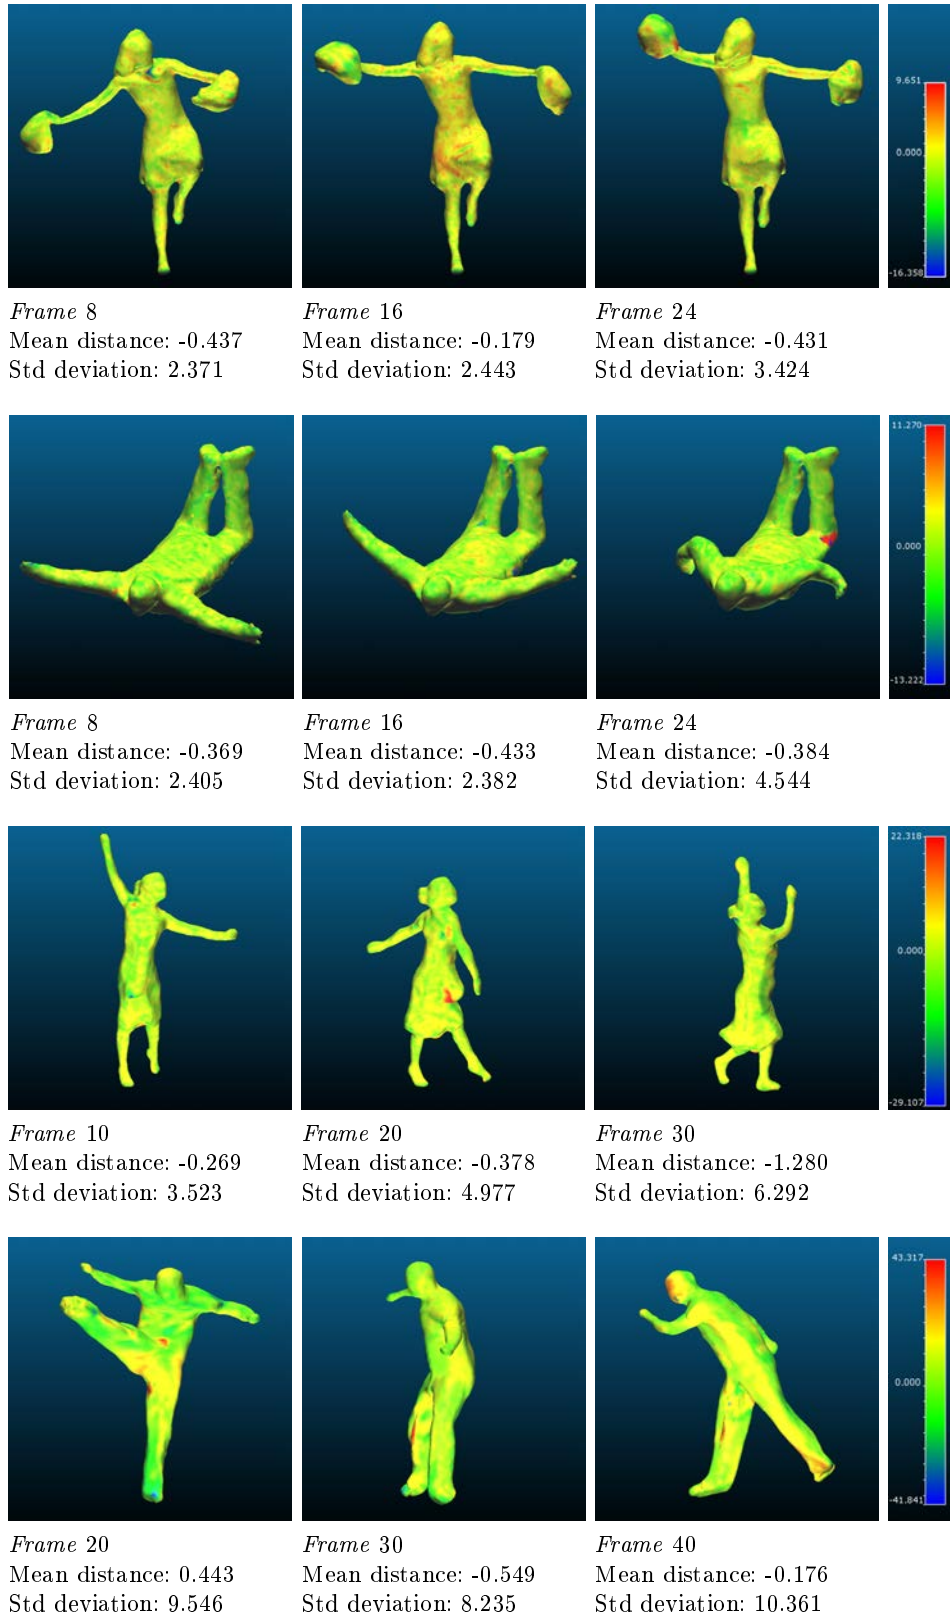 9.651
0.000
-16.358
Frame 8
Mean distance: -0.437
Std deviation: 2.371
Frame 16
Mean distance: -0.179
Std deviation: 2.443
Frame 24
Mean distance: -0.431
Std deviation: 3.424
11.270
0.000
-13.222
Frame 8
Mean distance: -0.369
Std deviation: 2.405
Frame 16
Mean distance: -0.433
Std deviation: 2.382
Frame 24
Mean distance: -0.384
Std deviation: 4.544
22.318
0.000
-29.107
Frame 10
Mean distance: -0.269
Std deviation: 3.523
Frame 20
Mean distance: -0.378
Std deviation: 4.977
Frame 30
Mean distance: -1.280
Std deviation: 6.292
43.317
0.000
-41.841
Frame 20
Mean distance: 0.443
Std deviation: 9.546
Frame 30
Mean distance: -0.549
Std deviation: 8.235
Frame 40
Mean distance: -0.176
Std deviation: 10.361